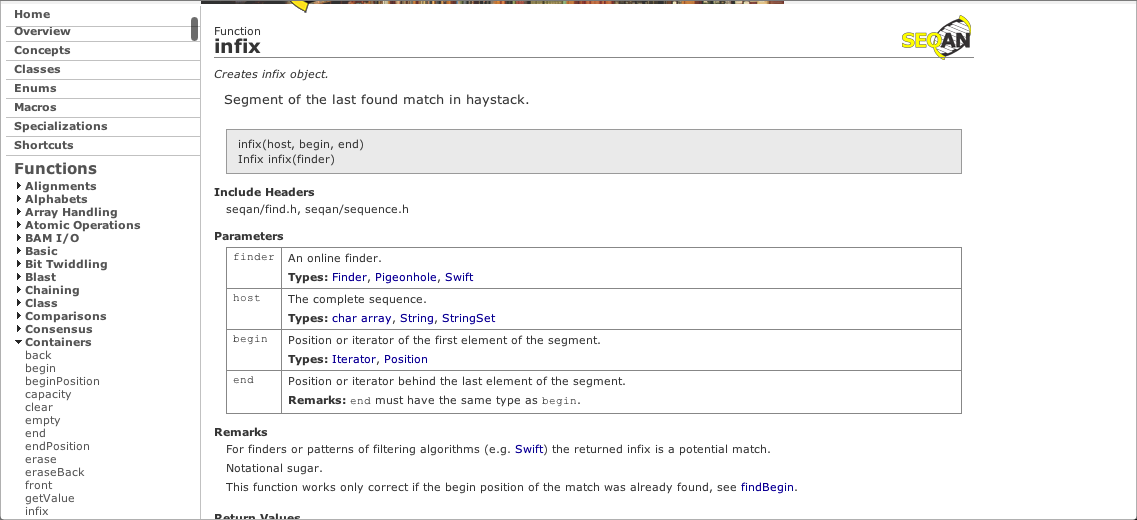 Home
Overview
Concepts
Classes
Enums
Macros
Specializations
Shortcuts
Functions
Alignments
Alphabets
Array Handling
Atomic Operations
BAM I/O
Basic
Bit Twiddling
Blast
Chaining
Class
Comparisons
Consensus
Containers
back
begin
beginPosition
capacity
clear
empty
end
endPosition
erase
eraseBack
front
getValue
infix
Function
infix
SEQAN
Creates infix object.
Segment of the last found match in haystack.
infix(host, begin, end)
Infix infix(finder)
Include Headers
seqan/find.h, seqan/sequence.h
Parameters
finder An online finder.
Types: Finder, Pigeonhole, Swift
host The complete sequence.
Types: char array, String, StringSet
begin Position or iterator of the first element of the segment.
Types: Iterator, Position
end Position or iterator behind the last element of the segment.
Remarks: end must have the same type as begin.
Remarks
For finders or patterns of filtering algorithms (e.g. Swift) the returned infix is a potential match.
Notational sugar.
This function works only correct if the begin position of the match was already found, see findBegin.
Return Values